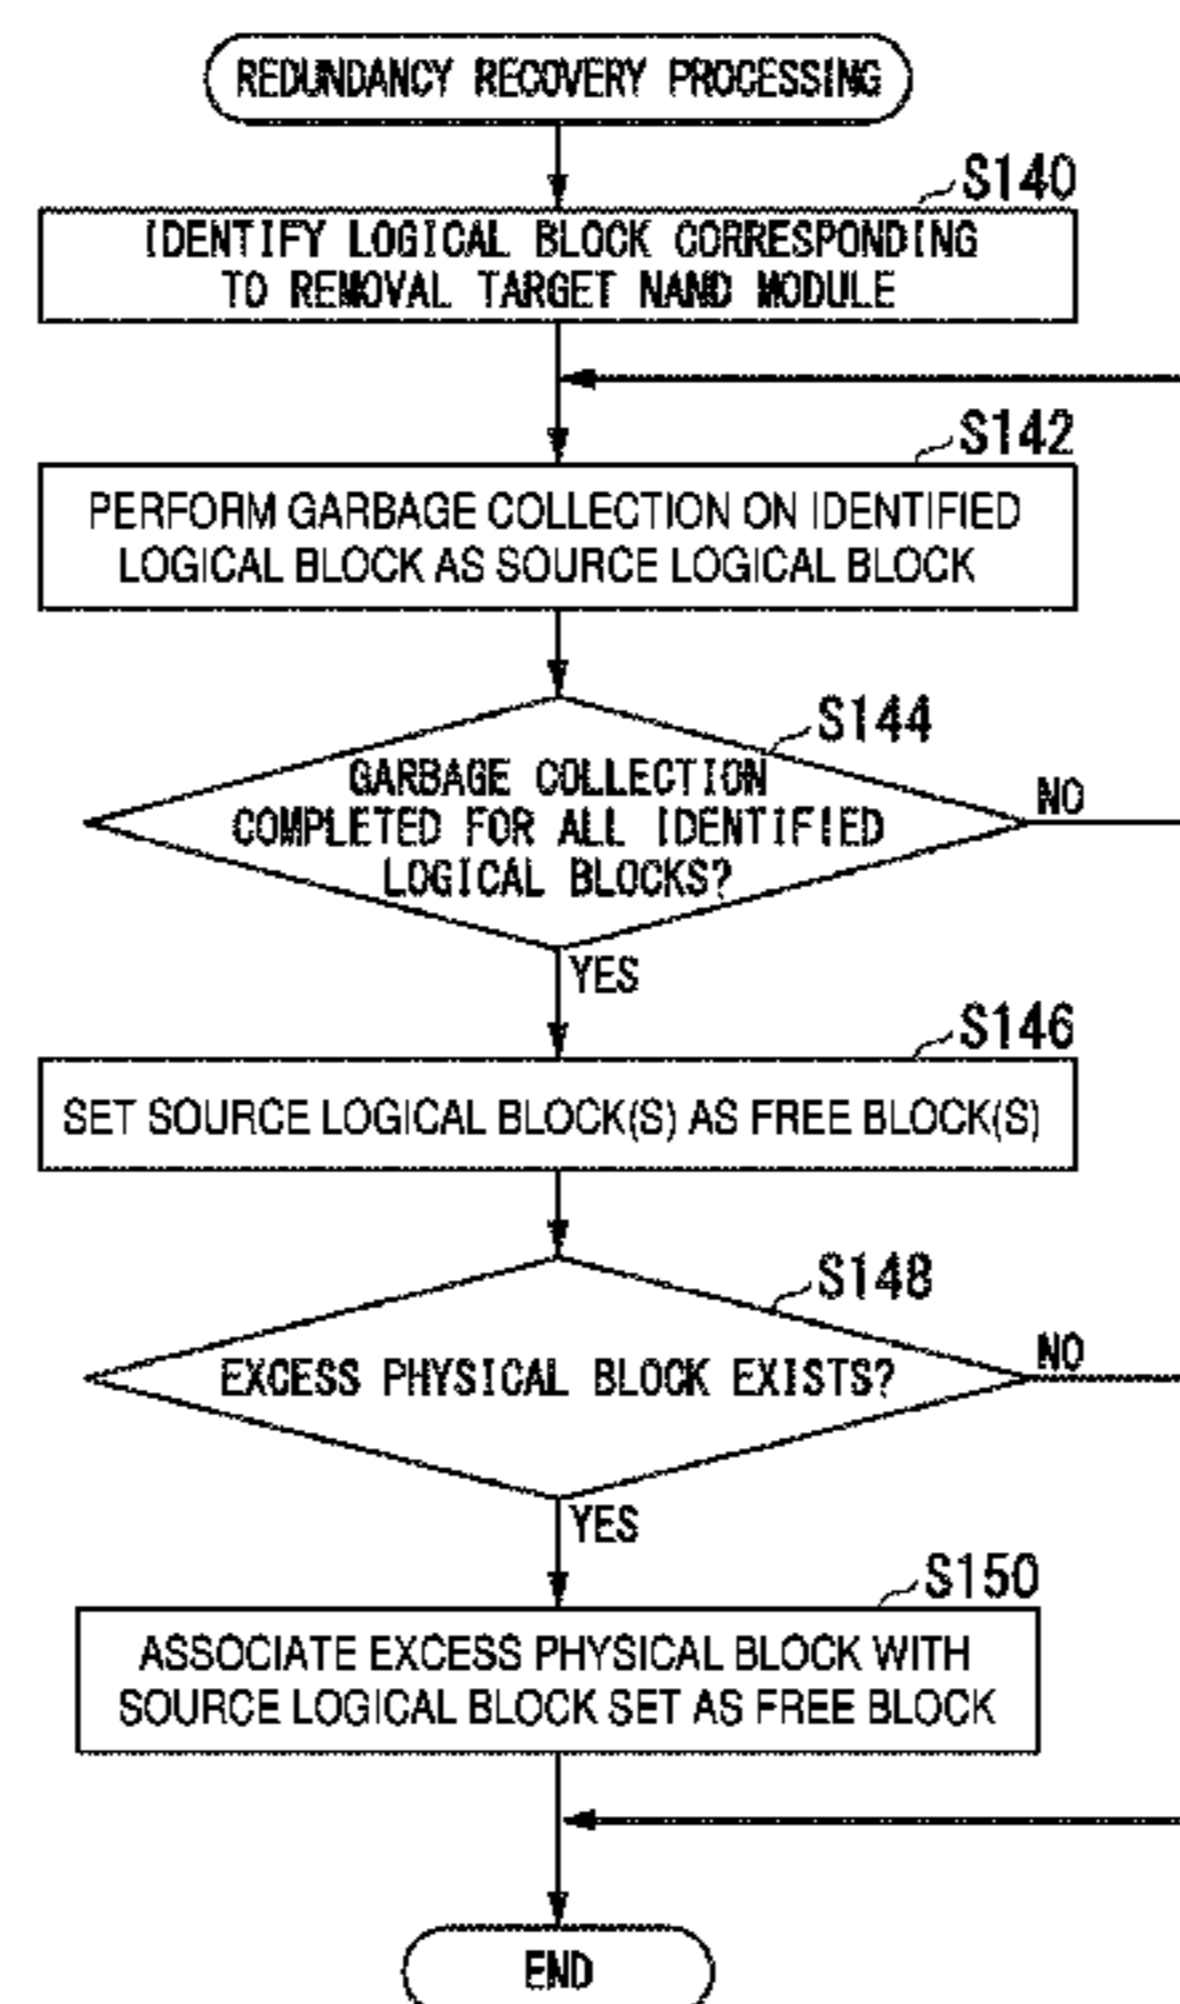 REDUNDANCY RECOVERY PROCESSING
S140
IDENTIFY LOGICAL BLOCK CORRESPONDING
TO REMOVAL TARGET NAND MODULE
S142
PERFORM GARBAGE COLLECTION ON IDENTIFIED
LOGICAL BLOCK AS SOURCE LOGICAL BLOCK
S144
GARBAGE COLLECTION
COMPLETED FOR ALL IDENTIFIED
LOGICAL BLOCKS?
NO
YES
S146
SET SOURCE LOGICAL BLOCK(S) AS FREE BLOCK(S)
S148
EXCESS PHYSICAL BLOCK EXISTS?
NO
YES
S150
ASSOCIATE EXCESS PHYSICAL BLOCK WITH
SOURCE LOGICAL BLOCK SET AS FREE BLOCK
END